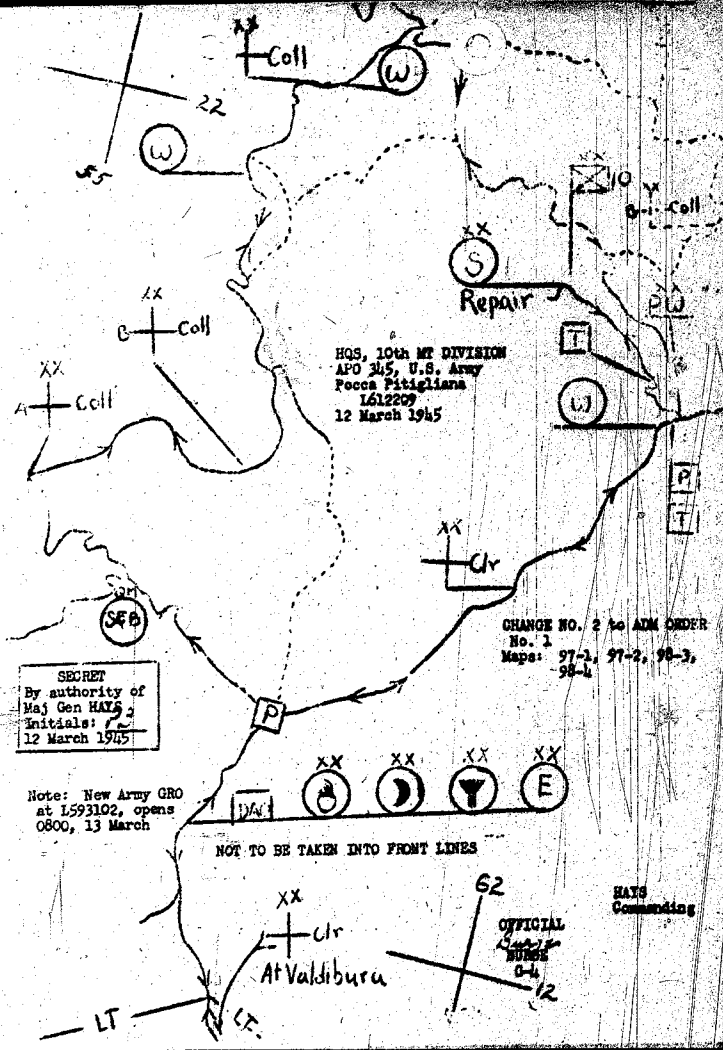 XX
Coll
W
22
W
10
B Coll
XX
S
Repair
XX
B Coll
P W
T
HQS, 10th MT DIVISION
APO 345, U.S. Army
Pocca Pitigliana
L612209
12 March 1945
XX
A Coll
W
P
T
XX
Clr
CHANGE NO. 2 to ADM ORDER
No. 1
Maps: 97-1, 97-2, 98-3,
98-4
SECRET
By authority of
Maj Gen HAYS
Initials:
12 March 1945
P
Note: New Army GRO
at L593102, opens
0800, 13 March
XX XX XX XX
E
NOT TO BE TAKEN INTO FRONT LINES
XX
Clr
At Valdibura
62
12
HAYS
Commanding
OFFICIAL
G-4
LT
LT.